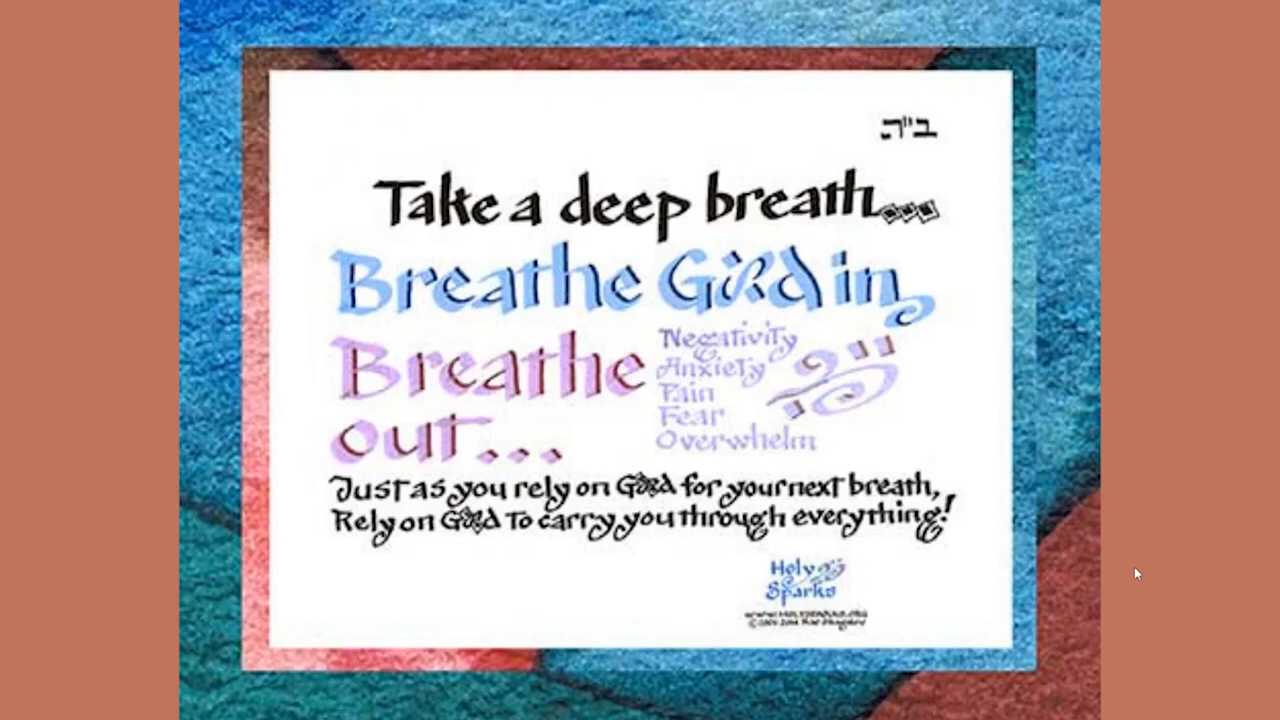 ב"ה
Take a deep breath...
Breathe G d in
Breathe
out...
Negativity
Anxiety
Pain
Fear
Overwhelm
Just as you rely on G d for your next breath,
Rely on G d to carry you through everything!
Holy
Sparks